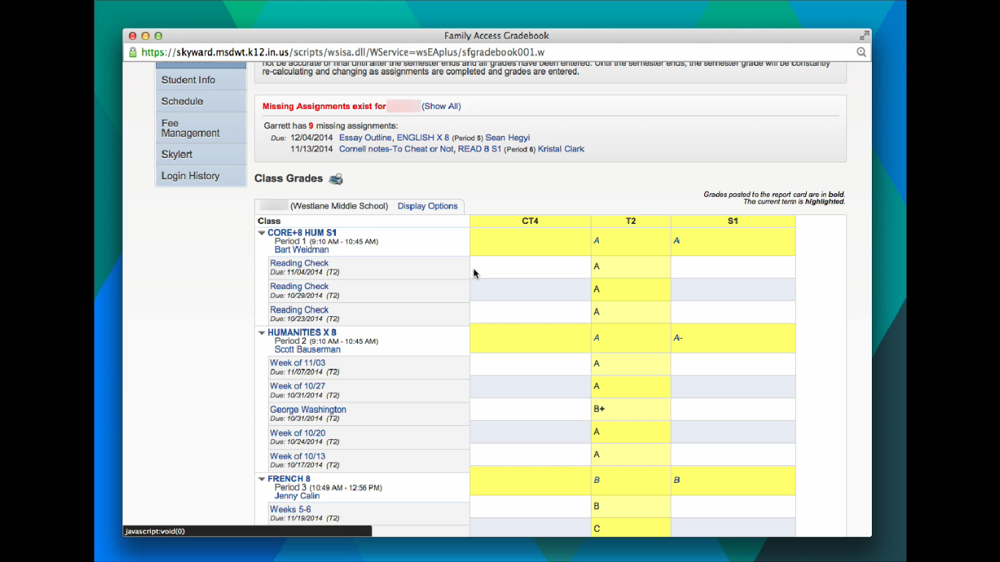 Family Access Gradebook
https://skyward.msdwt.k12.in.us/scripts/wsisa.dll/WService=wsEAplus/sfgradebook001.w
not be accurate or final until after the semester ends and all grades have been entered. Until the semester ends, the semester grade will be constantly
re-calculating and changing as assignments are completed and grades are entered.
Student Info
Schedule
Fee
Management
Skylert
Login History
Missing Assignments exist for (Show All)
Garrett has 9 missing assignments:
Due: 12/04/2014 Essay Outline, ENGLISH X 8 (Period 5) Sean Hegyi
11/13/2014 Cornell notes-To Cheat or Not, READ 8 S1 (Period 6) Kristal Clark
Class Grades
Grades posted to the report card are in bold.
The current term is highlighted.
(Westlane Middle School) Display Options
Class CT4 T2 S1
CORE+8 HUM S1
Period 1 (9:10 AM - 10:45 AM) A A
Bart Weidman
Reading Check A
Due: 11/04/2014 (T2)
Reading Check A
Due: 10/29/2014 (T2)
Reading Check A
Due: 10/23/2014 (T2)
HUMANITIES X 8
Period 2 (9:10 AM - 10:45 AM) A A-
Scott Bauserman
Week of 11/03 A
Due: 11/07/2014 (T2)
Week of 10/27 A
Due: 10/31/2014 (T2)
George Washington B+
Due: 10/31/2014 (T2)
Week of 10/20 A
Due: 10/24/2014 (T2)
Week of 10/13 A
Due: 10/17/2014 (T2)
FRENCH 8
Period 3 (10:49 AM - 12:56 PM) B B
Jenny Calin
Weeks 5-6 B
Due: 11/19/2014 (T2)
C
javascript:void(0)